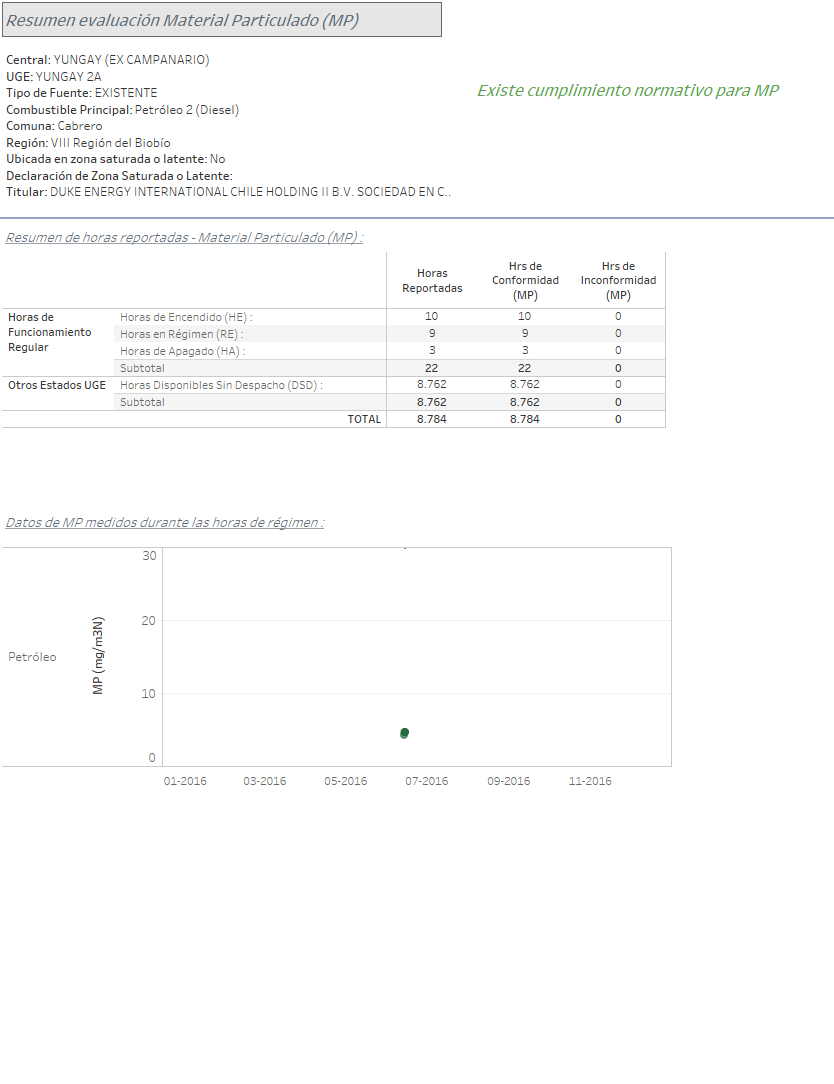 Resumen evaluación Material Particulado (MP)
Central: YUNGAY (EX CAMPANARIO)
UGE: YUNGAY 2A
Tipo de Fuente: EXISTENTE
Combustible Principal: Petróleo 2 (Diesel)
Comuna: Cabrero
Región: VIII Región del Biobío
Ubicada en zona saturada o latente: No
Declaración de Zona Saturada o Latente:
Titular: DUKE ENERGY INTERNATIONAL CHILE HOLDING II B.V. SOCIEDAD EN C..
Existe cumplimiento normativo para MP
Resumen de horas reportadas - Material Particulado (MP) :
Horas Reportadas Hrs de Conformidad (MP) Hrs de Inconformidad (MP)
Horas de Funcionamiento Regular Horas de Encendido (HE) : 10 10 0
Horas en Régimen (RE) : 9 9 0
Horas de Apagado (HA) : 3 3 0
Subtotal 22 22 0
Otros Estados UGE Horas Disponibles Sin Despacho (DSD) : 8.762 8.762 0
Subtotal 8.762 8.762 0
TOTAL 8.784 8.784 0
Datos de MP medidos durante las horas de régimen :
Petróleo
MP (mg/m3N)
30
20
10
0
01-2016 03-2016 05-2016 07-2016 09-2016 11-2016